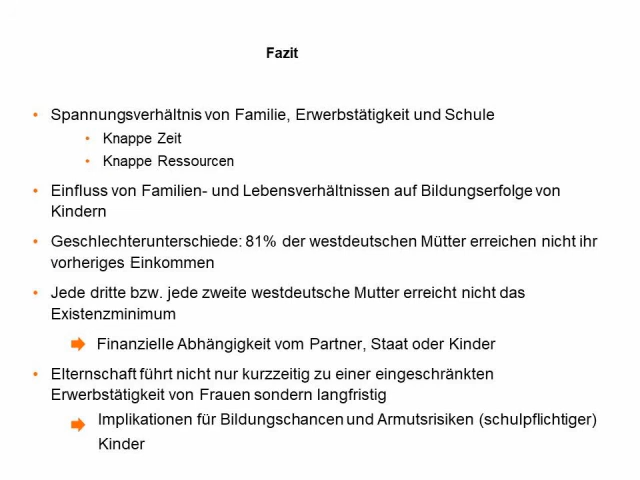 Fazit
• Spannungsverhältnis von Familie, Erwerbstätigkeit und Schule
• Knappe Zeit
• Knappe Ressourcen
• Einfluss von Familien- und Lebensverhältnissen auf Bildungserfolge von
Kindern
• Geschlechterunterschiede: 81% der westdeutschen Mütter erreichen nicht ihr
vorheriges Einkommen
• Jede dritte bzw. jede zweite westdeutsche Mutter erreicht nicht das
Existenzminimum
Finanzielle Abhängigkeit vom Partner, Staat oder Kinder
• Elternschaft führt nicht nur kurzzeitig zu einer eingeschränkten
Erwerbstätigkeit von Frauen sondern langfristig
Implikationen für Bildungschancen und Armutsrisiken (schulpflichtiger)
Kinder